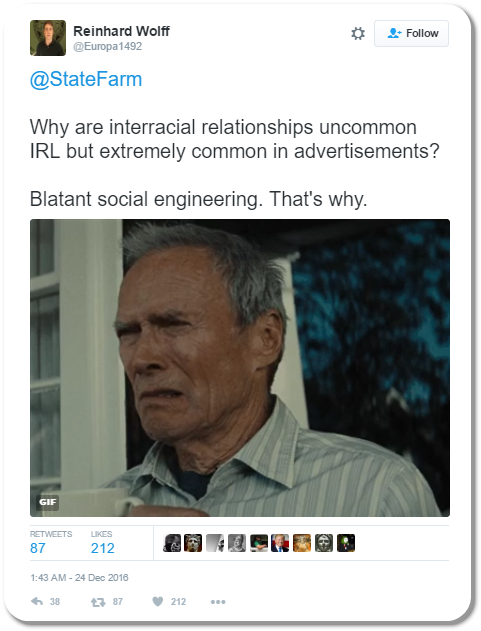 Reinhard Wolff
@Europa1492
Follow
@StateFarm
Why are interracial relationships uncommon
IRL but extremely common in advertisements?
Blatant social engineering. That's why.
GIF
RETWEETS LIKES
87 212
1:43 AM - 24 Dec 2016
38 87 212